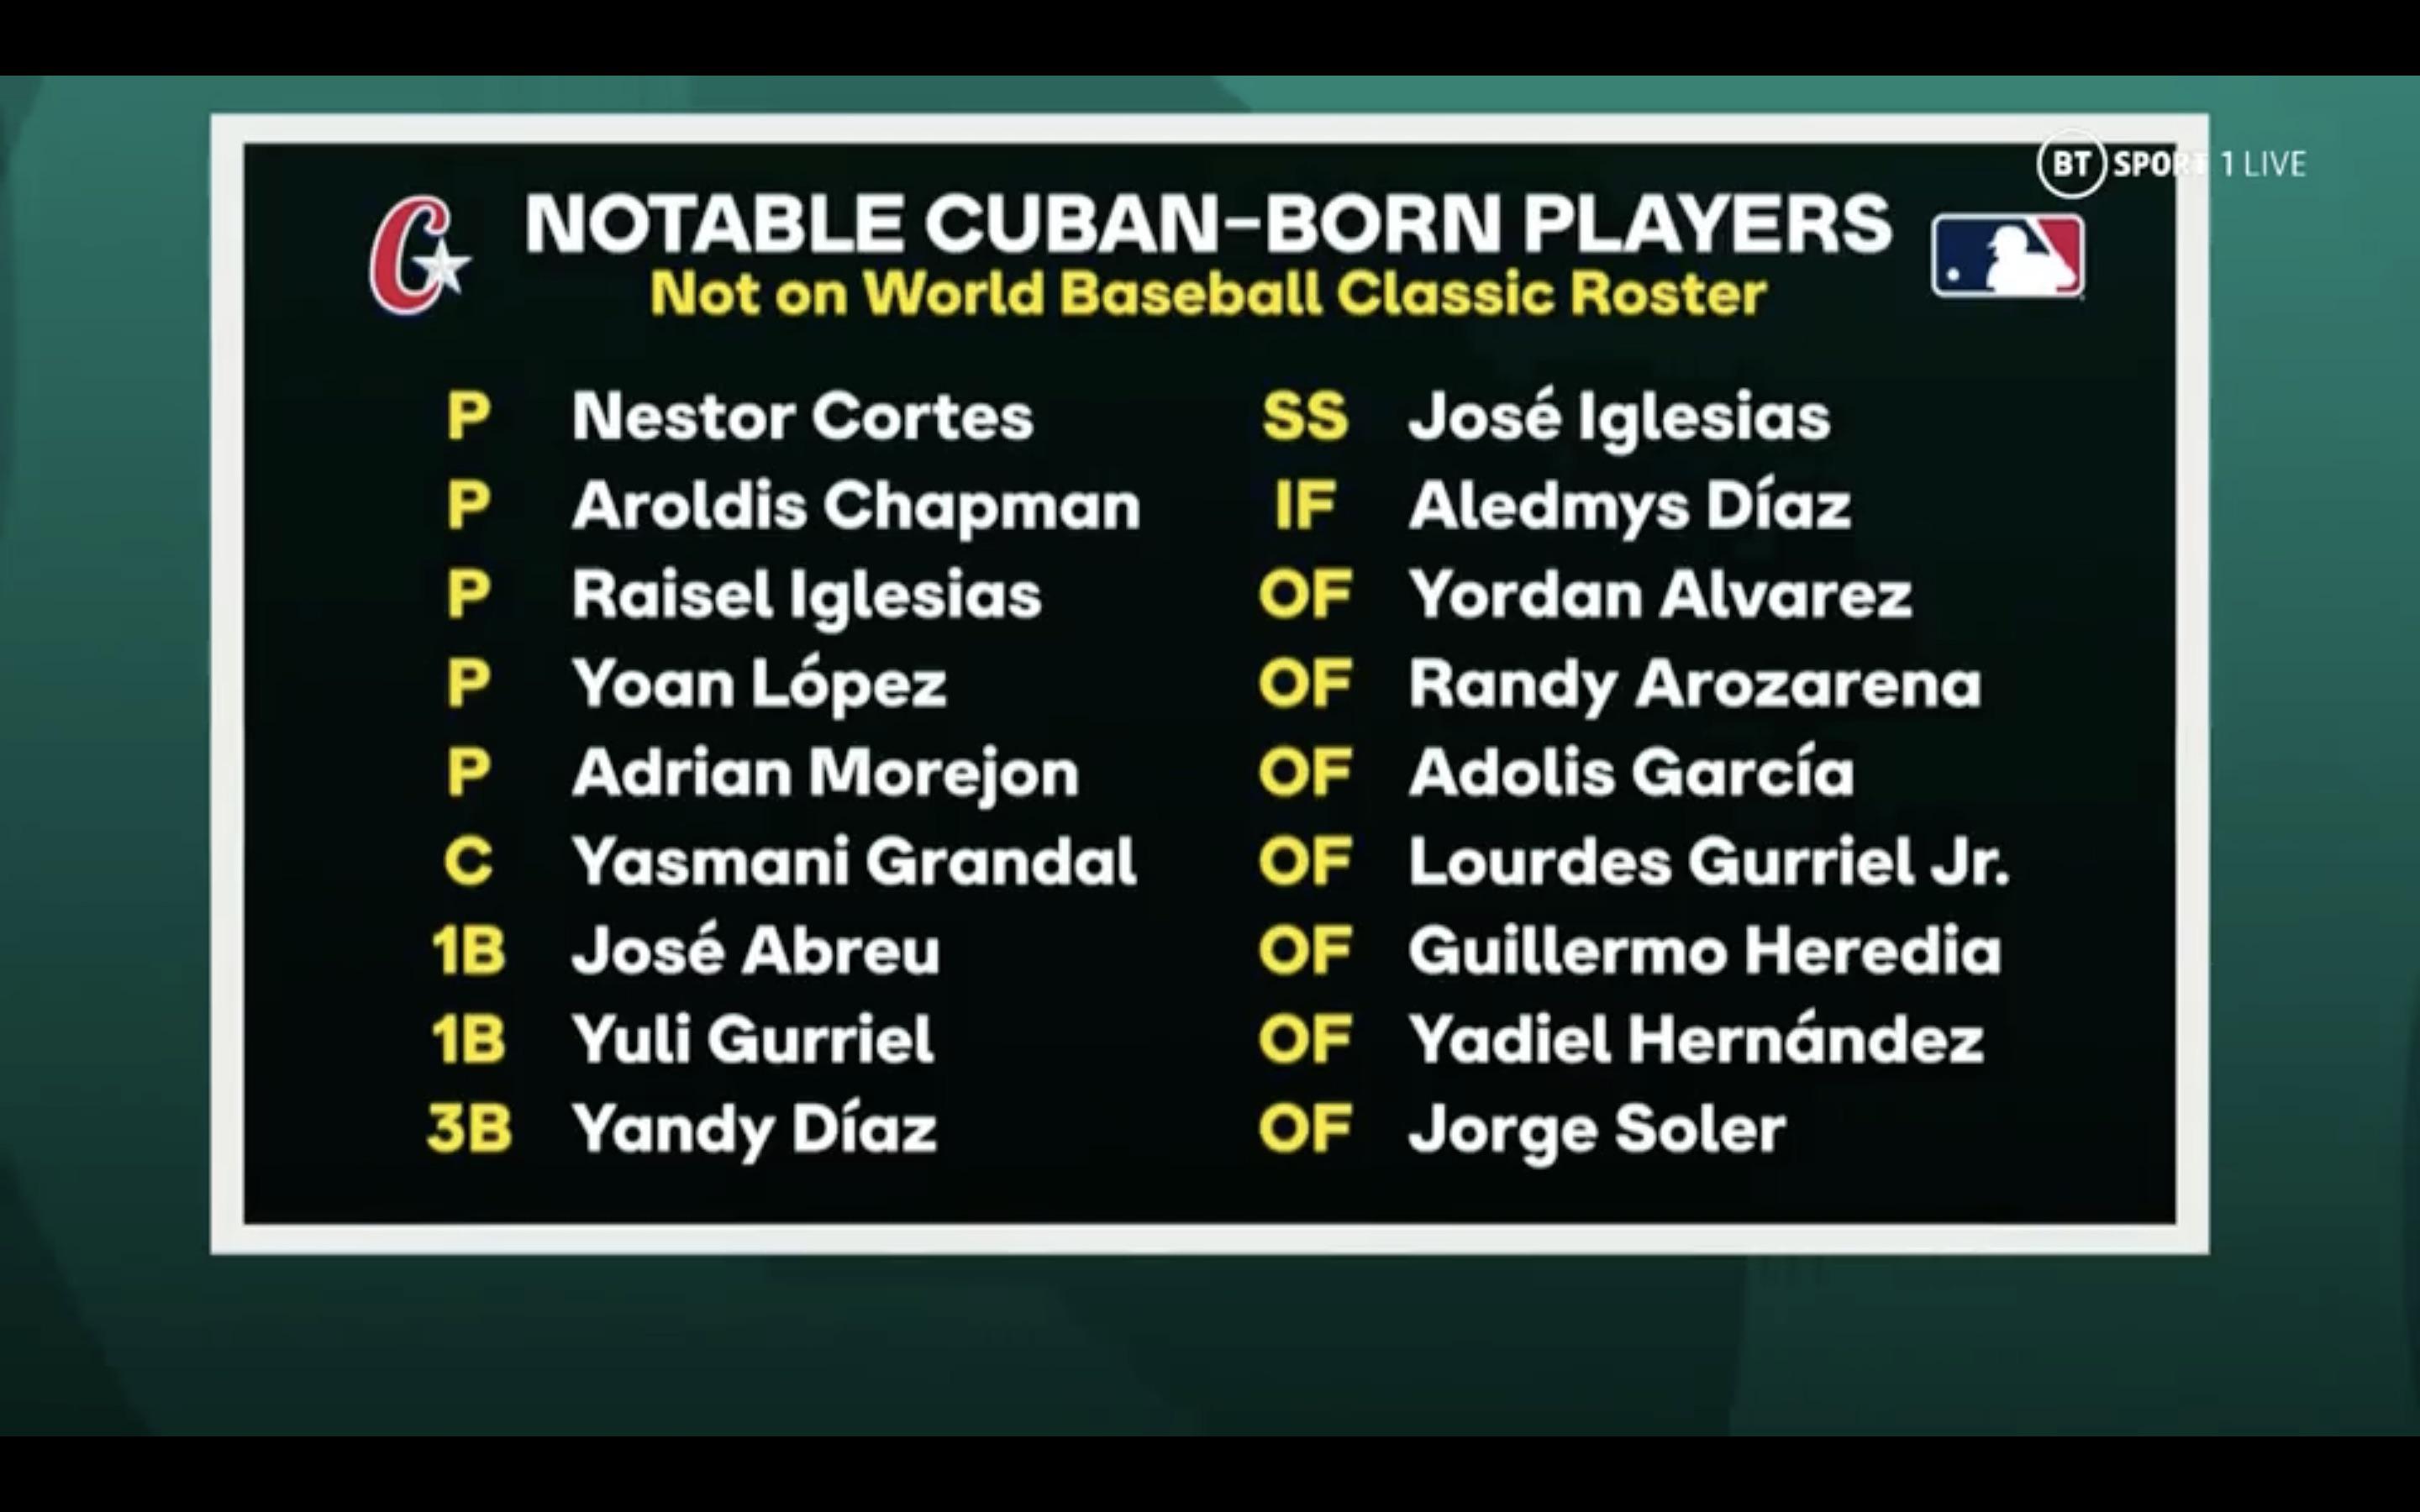 BT SPORT 1 LIVE
NOTABLE CUBAN-BORN PLAYERS
Not on World Baseball Classic Roster
P Nestor Cortes
P Aroldis Chapman
P Raisel Iglesias
P Yoan López
P Adrian Morejon
C Yasmani Grandal
1B José Abreu
1B Yuli Gurriel
3B Yandy Díaz
SS José Iglesias
IF Aledmys Díaz
OF Yordan Alvarez
OF Randy Arozarena
OF Adolis García
OF Lourdes Gurriel Jr.
OF Guillermo Heredia
OF Yadiel Hernández
OF Jorge Soler